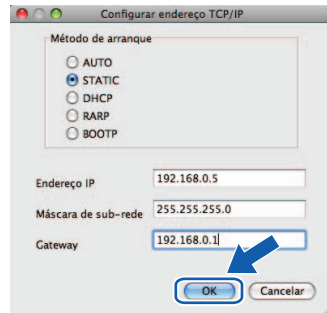 Configurar endereço TCP/IP
Método de arranque
AUTO
STATIC
DHCP
RARP
BOOTP
Endereço IP
192.168.0.5
Máscara de sub-rede
255.255.255.0
Gateway
192.168.0.1
OK
Cancelar